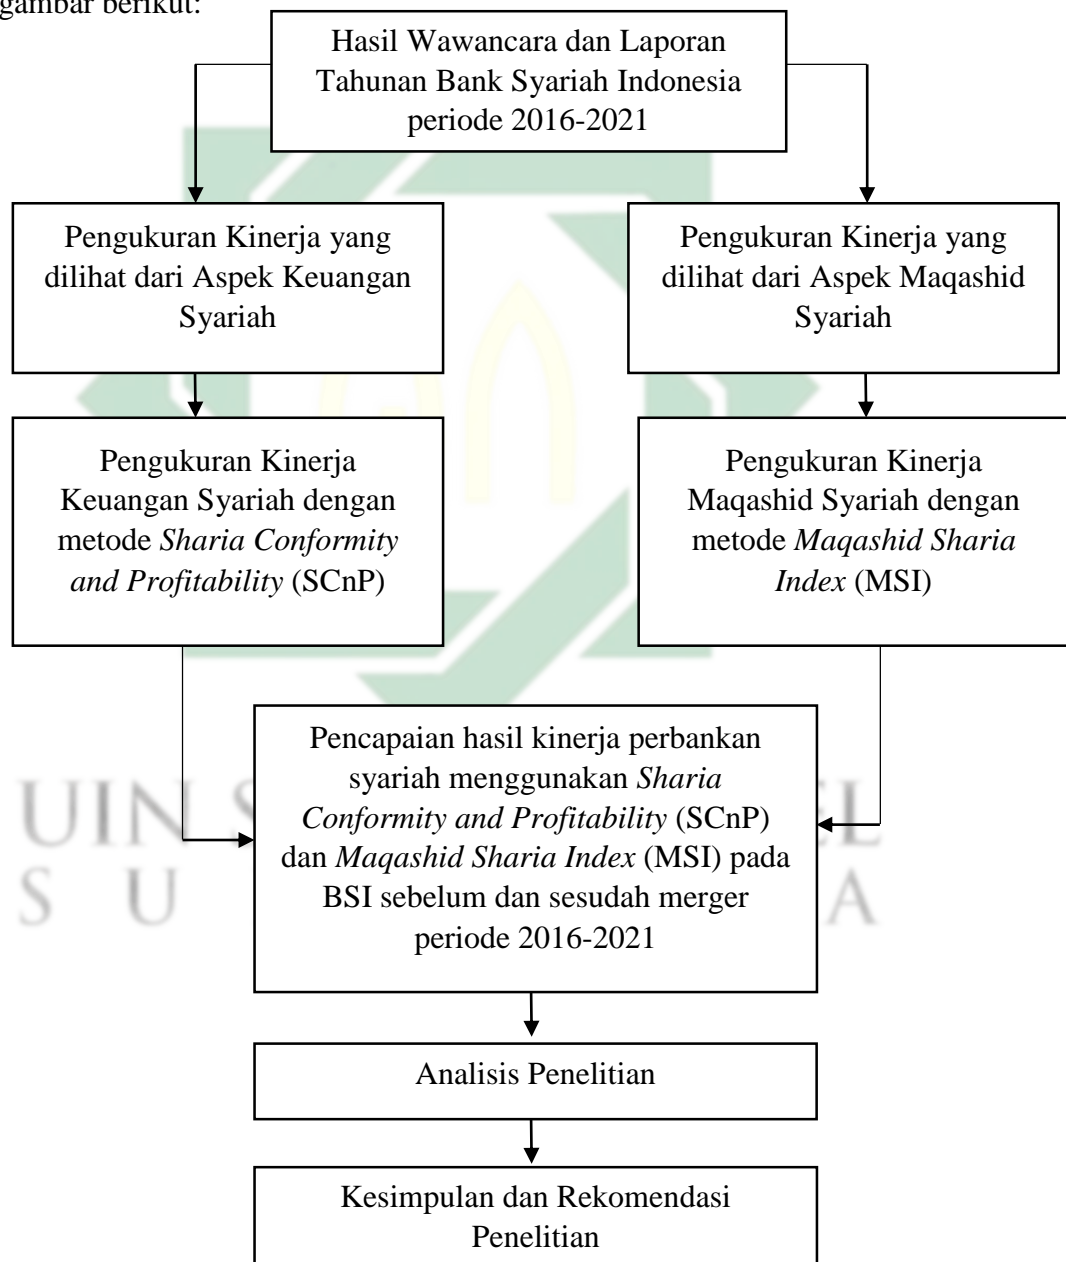 gambar berikut:
Hasil Wawancara dan Laporan
Tahunan Bank Syariah Indonesia
periode 2016-2021
Pengukuran Kinerja yang
dilihat dari Aspek Keuangan
Syariah
Pengukuran Kinerja yang
dilihat dari Aspek Maqashid
Syariah
Pengukuran Kinerja
Keuangan Syariah dengan
metode Sharia Conformity
and Profitability (SCnP)
Pengukuran Kinerja
Maqashid Syariah dengan
metode Maqashid Sharia
Index (MSI)
Pencapaian hasil kinerja perbankan
syariah menggunakan Sharia
Conformity and Profitability (SCnP)
dan Maqashid Sharia Index (MSI) pada
BSI sebelum dan sesudah merger
periode 2016-2021
Analisis Penelitian
Kesimpulan dan Rekomendasi
Penelitian
UIN